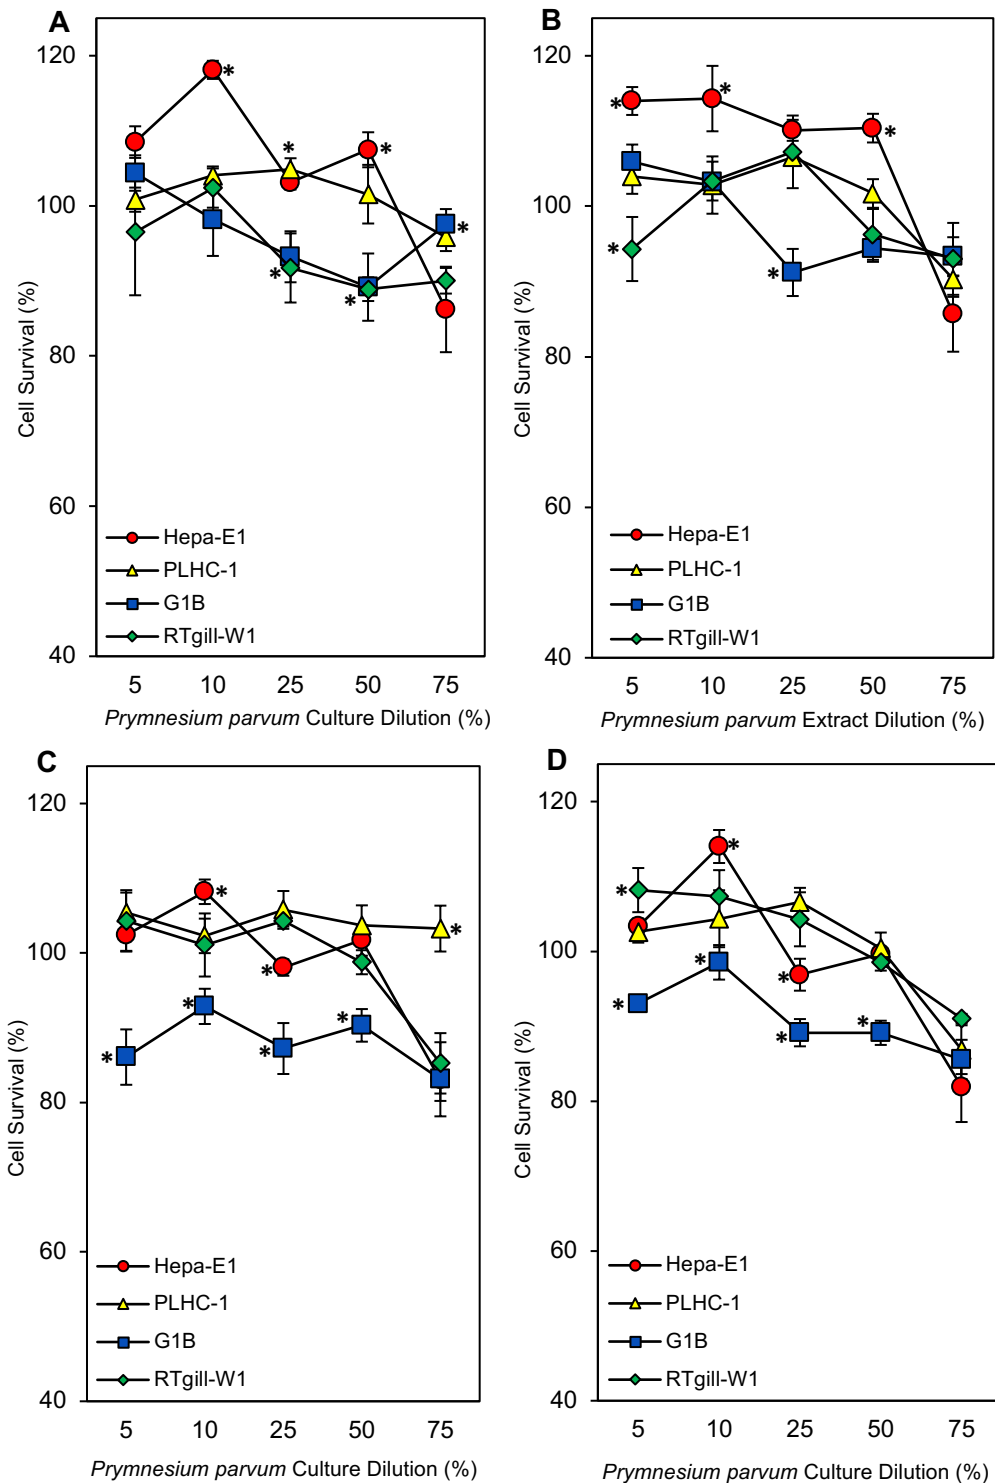 A
120
100
80
60
40
Cell Survival (%)
*
*
*
*
*
*
Hepa-E1
PLHC-1
G1B
RTgill-W1
5 10 25 50 75
Prymnesium parvum Culture Dilution (%)
B
120
100
80
60
40
Cell Survival (%)
*
*
*
*
*
Hepa-E1
PLHC-1
G1B
RTgill-W1
5 10 25 50 75
Prymnesium parvum Extract Dilution (%)
C
120
100
80
60
40
Cell Survival (%)
*
*
*
*
*
*
*
Hepa-E1
PLHC-1
G1B
RTgill-W1
5 10 25 50 75
Prymnesium parvum Culture Dilution (%)
D
120
100
80
60
40
Cell Survival (%)
*
*
*
*
*
*
*
Hepa-E1
PLHC-1
G1B
RTgill-W1
5 10 25 50 75
Prymnesium parvum Culture Dilution (%)